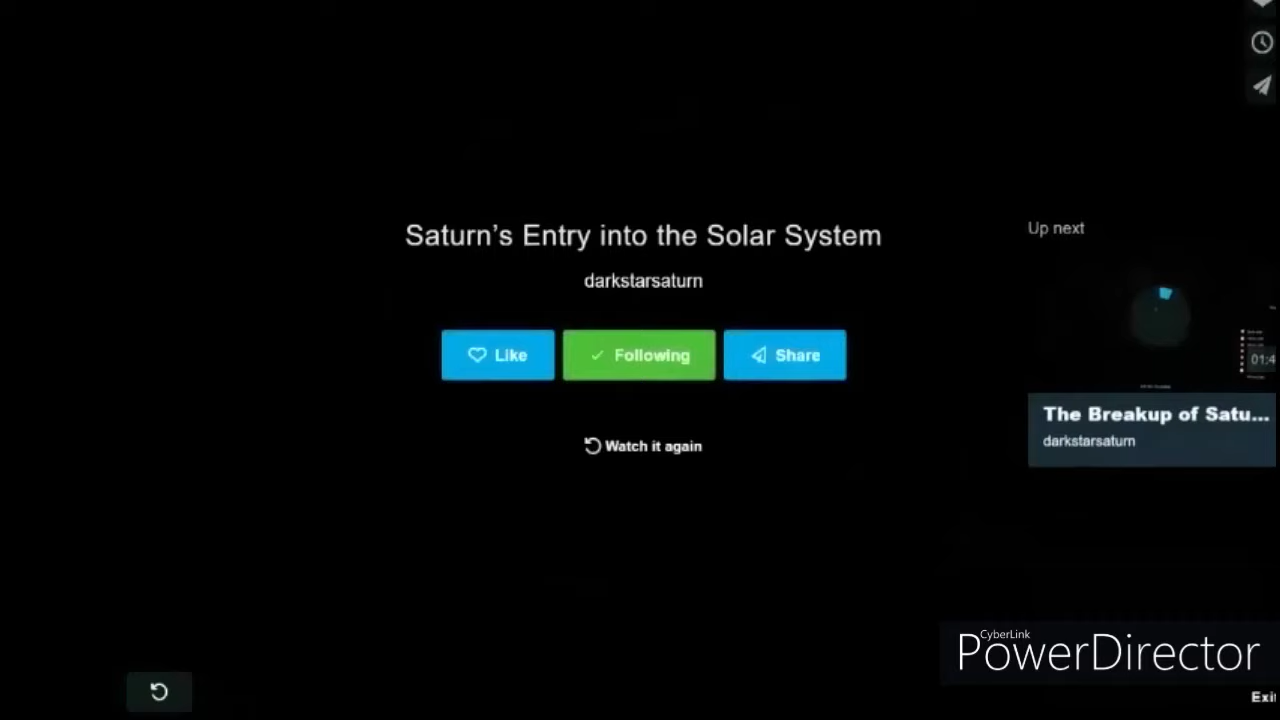 Saturn's Entry into the Solar System
darkstarsaturn
Like
Following
Share
Watch it again
Up next
01:4
The Breakup of Satu...
darkstarsaturn
CyberLink
PowerDirector
Exi